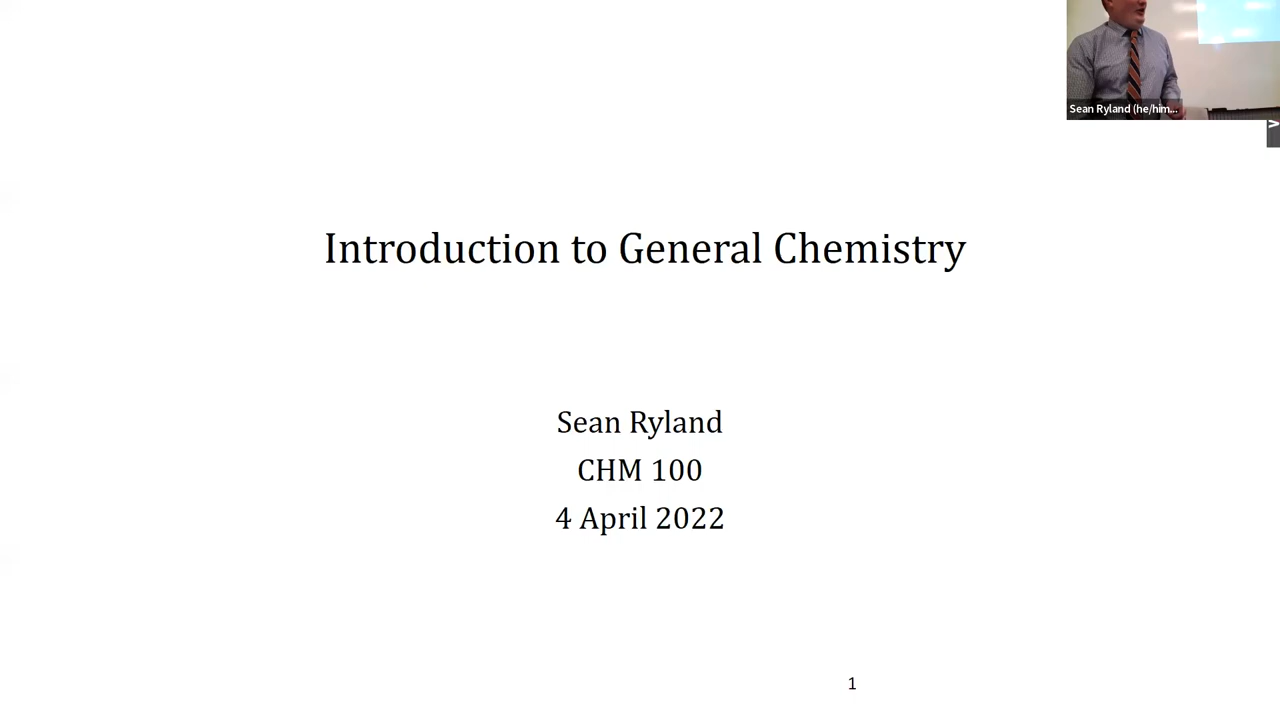 Sean Ryland (he/him...
>
Introduction to General Chemistry
Sean Ryland
CHM 100
4 April 2022
1